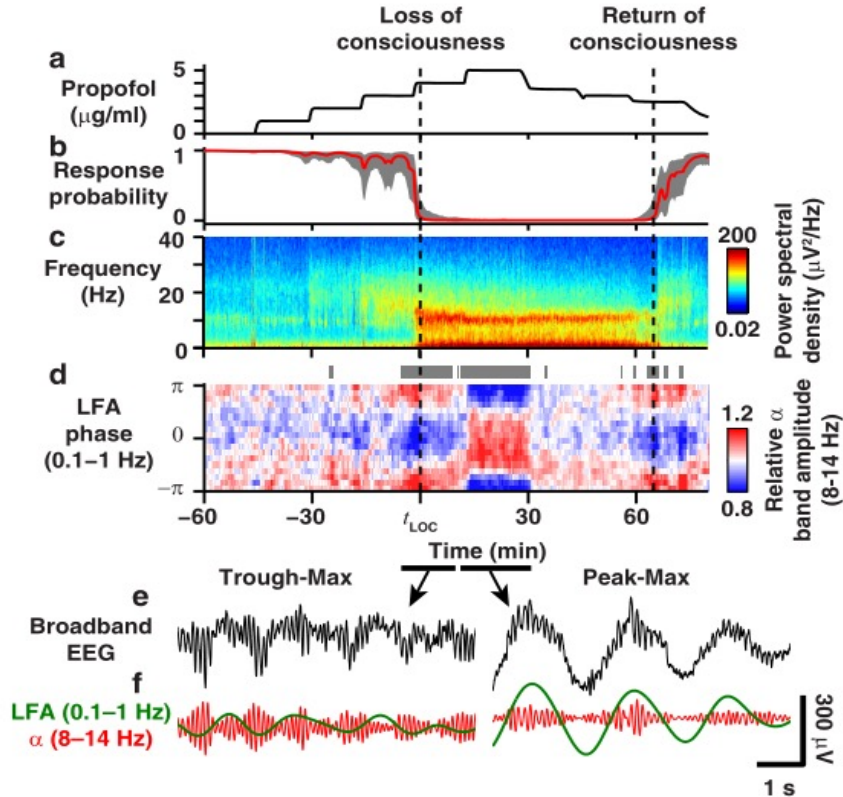 Loss of
consciousness
Return of
consciousness
a
Propofol
(μg/ml)
5
0
b
Response
probability
1
0
c
Frequency
(Hz)
40
20
0
200
0.02
Power spectral
density (μV²/Hz)
d
LFA
phase
(0.1–1 Hz)
π
0
−π
1.2
0.8
Relative α
band amplitude
(8-14 Hz)
−60
−30
tLOC
30
60
Time (min)
Trough-Max
Peak-Max
e
Broadband
EEG
f
LFA (0.1–1 Hz)
α (8–14 Hz)
300 μV
1 s